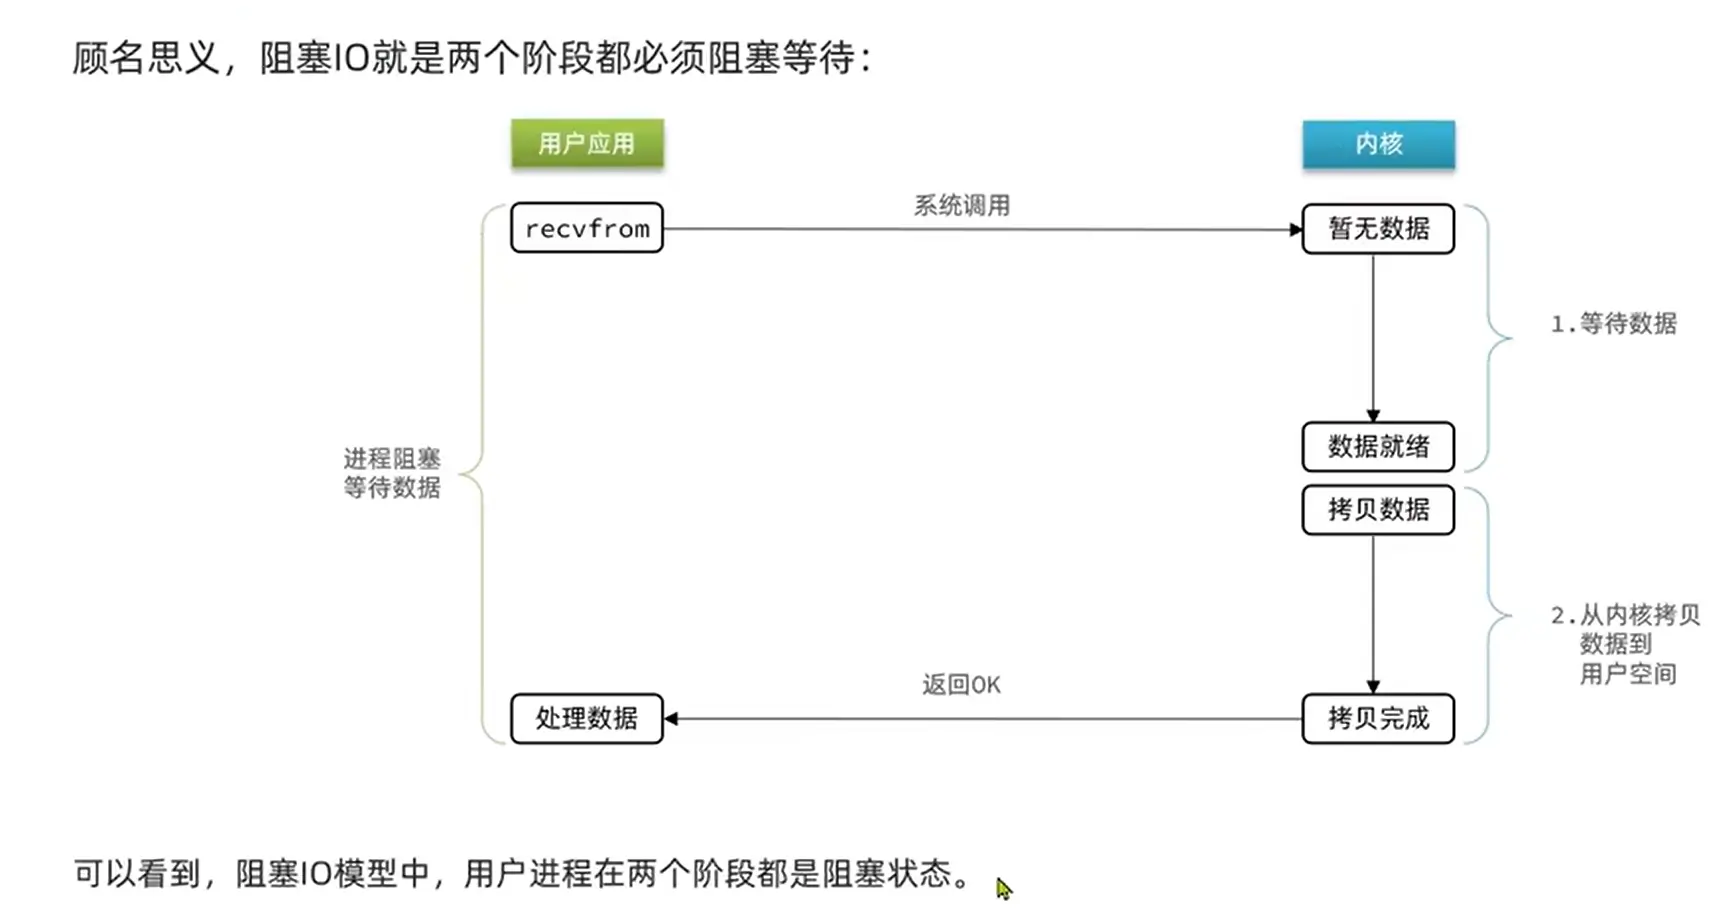 顾名思义，阻塞IO就是两个阶段都必须阻塞等待：
用户应用
内核
系统调用
recvfrom
暂无数据
1.等待数据
数据就绪
进程阻塞
等待数据
拷贝数据
2.从内核拷贝
数据到
用户空间
返回OK
处理数据
拷贝完成
可以看到，阻塞IO模型中，用户进程在两个阶段都是阻塞状态。